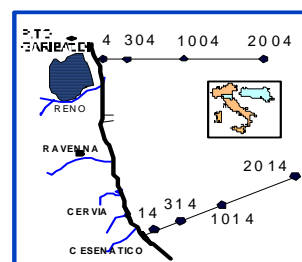 P.TO
GARIBALDI
4 304 1004 2004
RENO
RAVENNA
2014
314
CERVIA
14 1014
CESENATICO